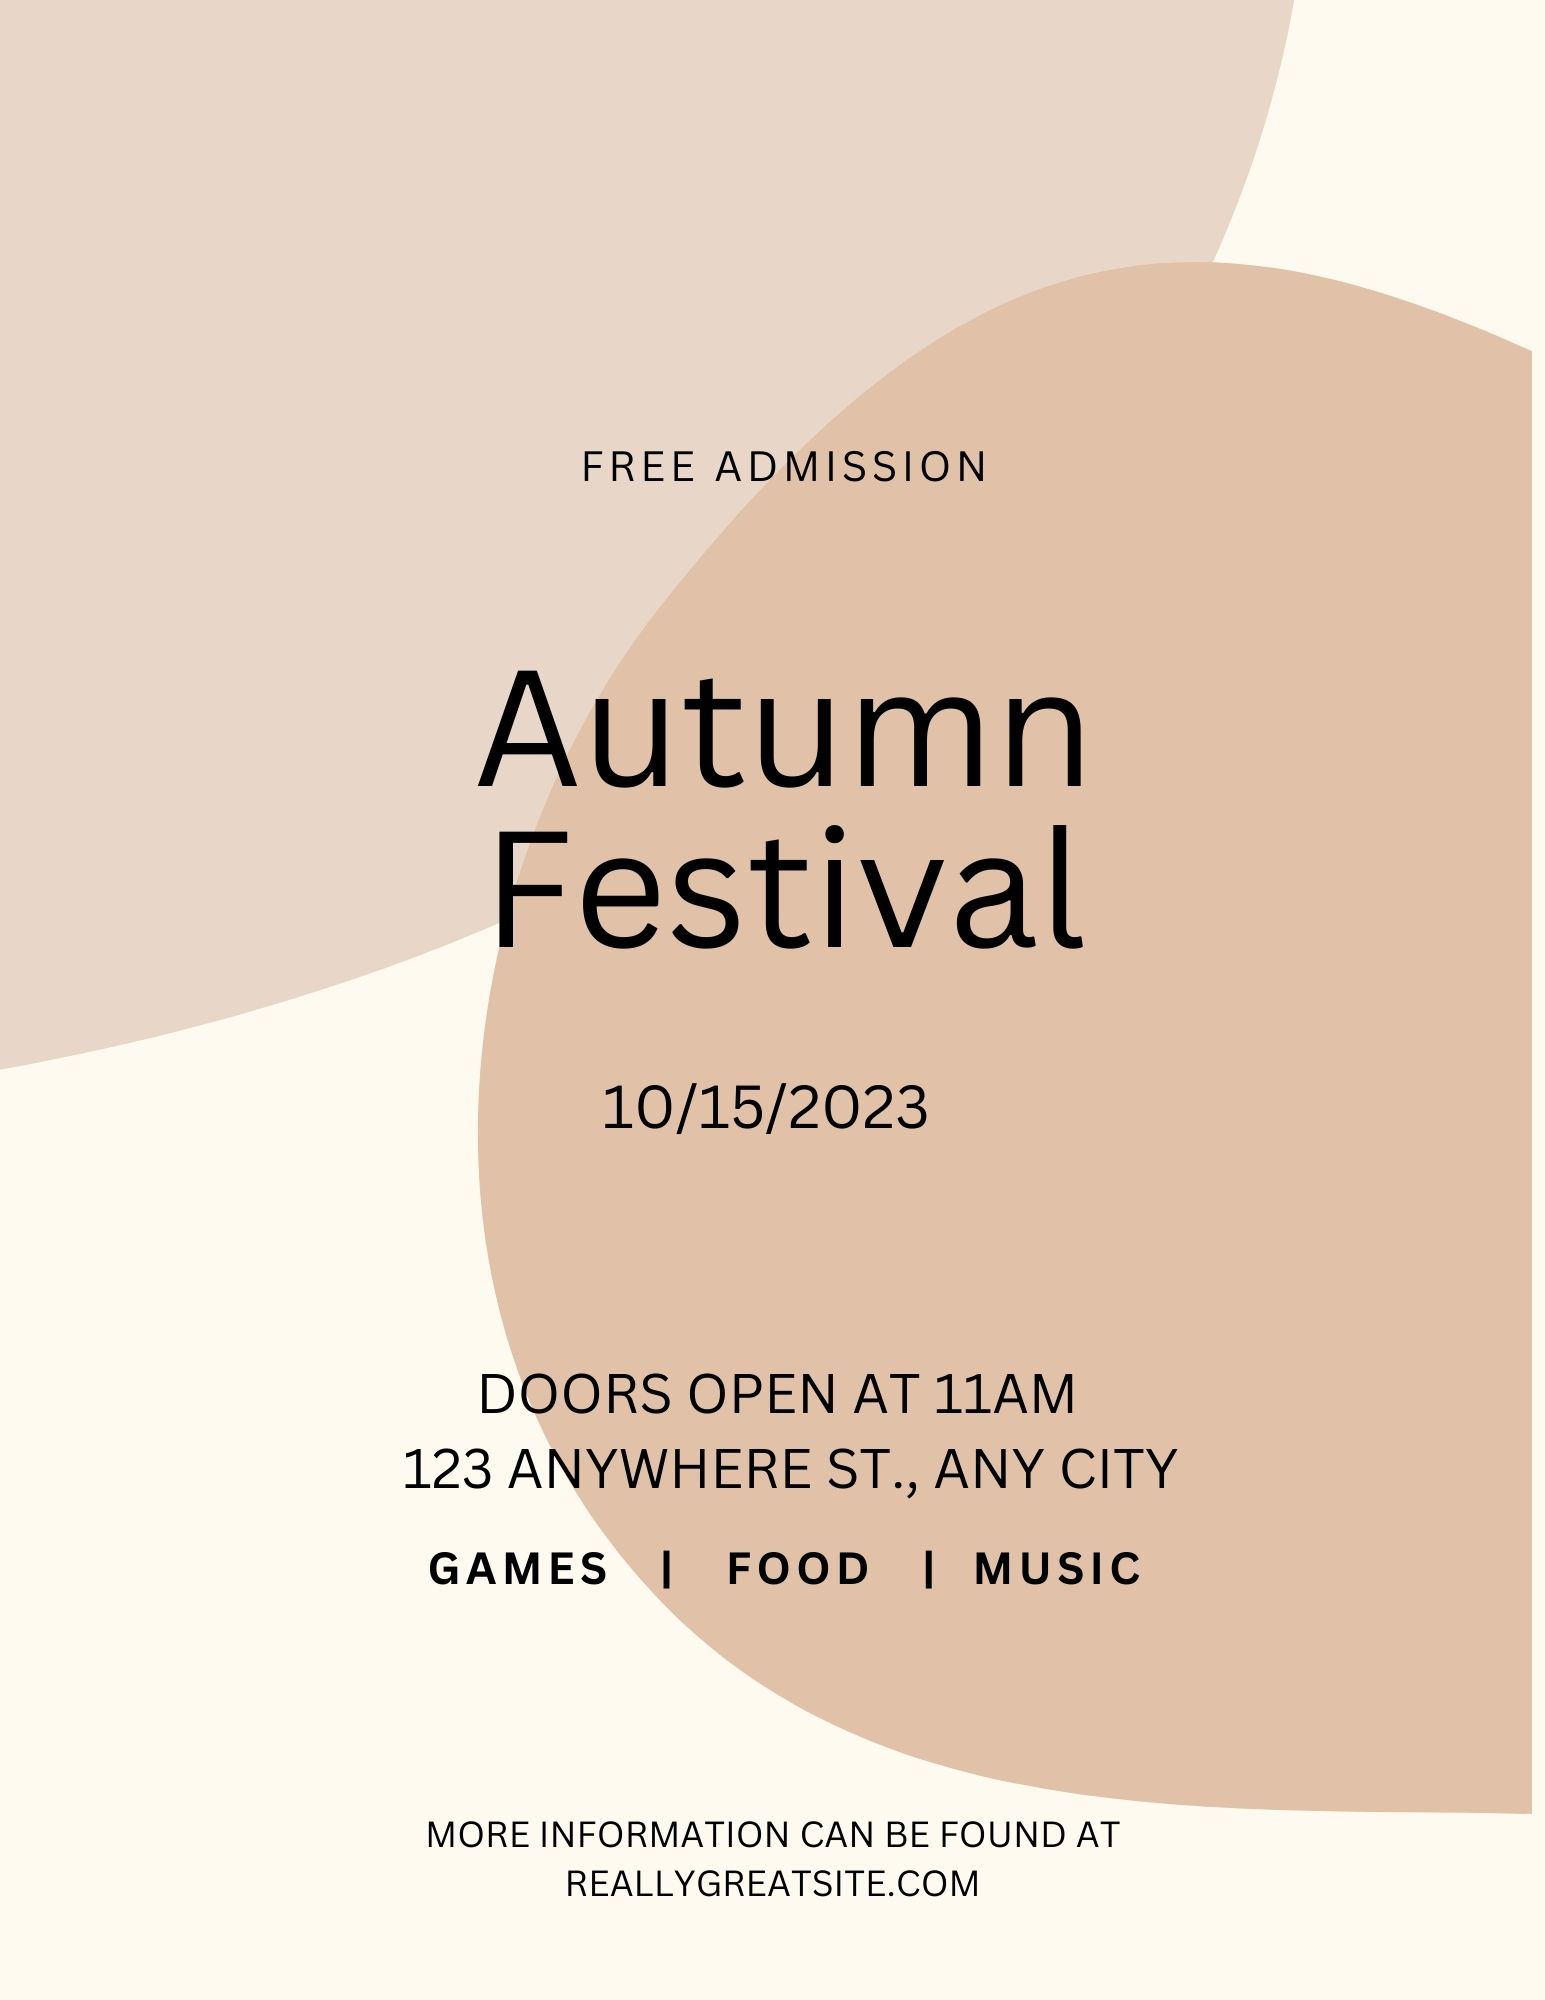 FREE ADMISSION
Autumn
Festival
10/15/2023
DOORS OPEN AT 11AM
123 ANYWHERE ST., ANY CITY
GAMES | FOOD | MUSIC
MORE INFORMATION CAN BE FOUND AT
REALLYGREATSITE.COM